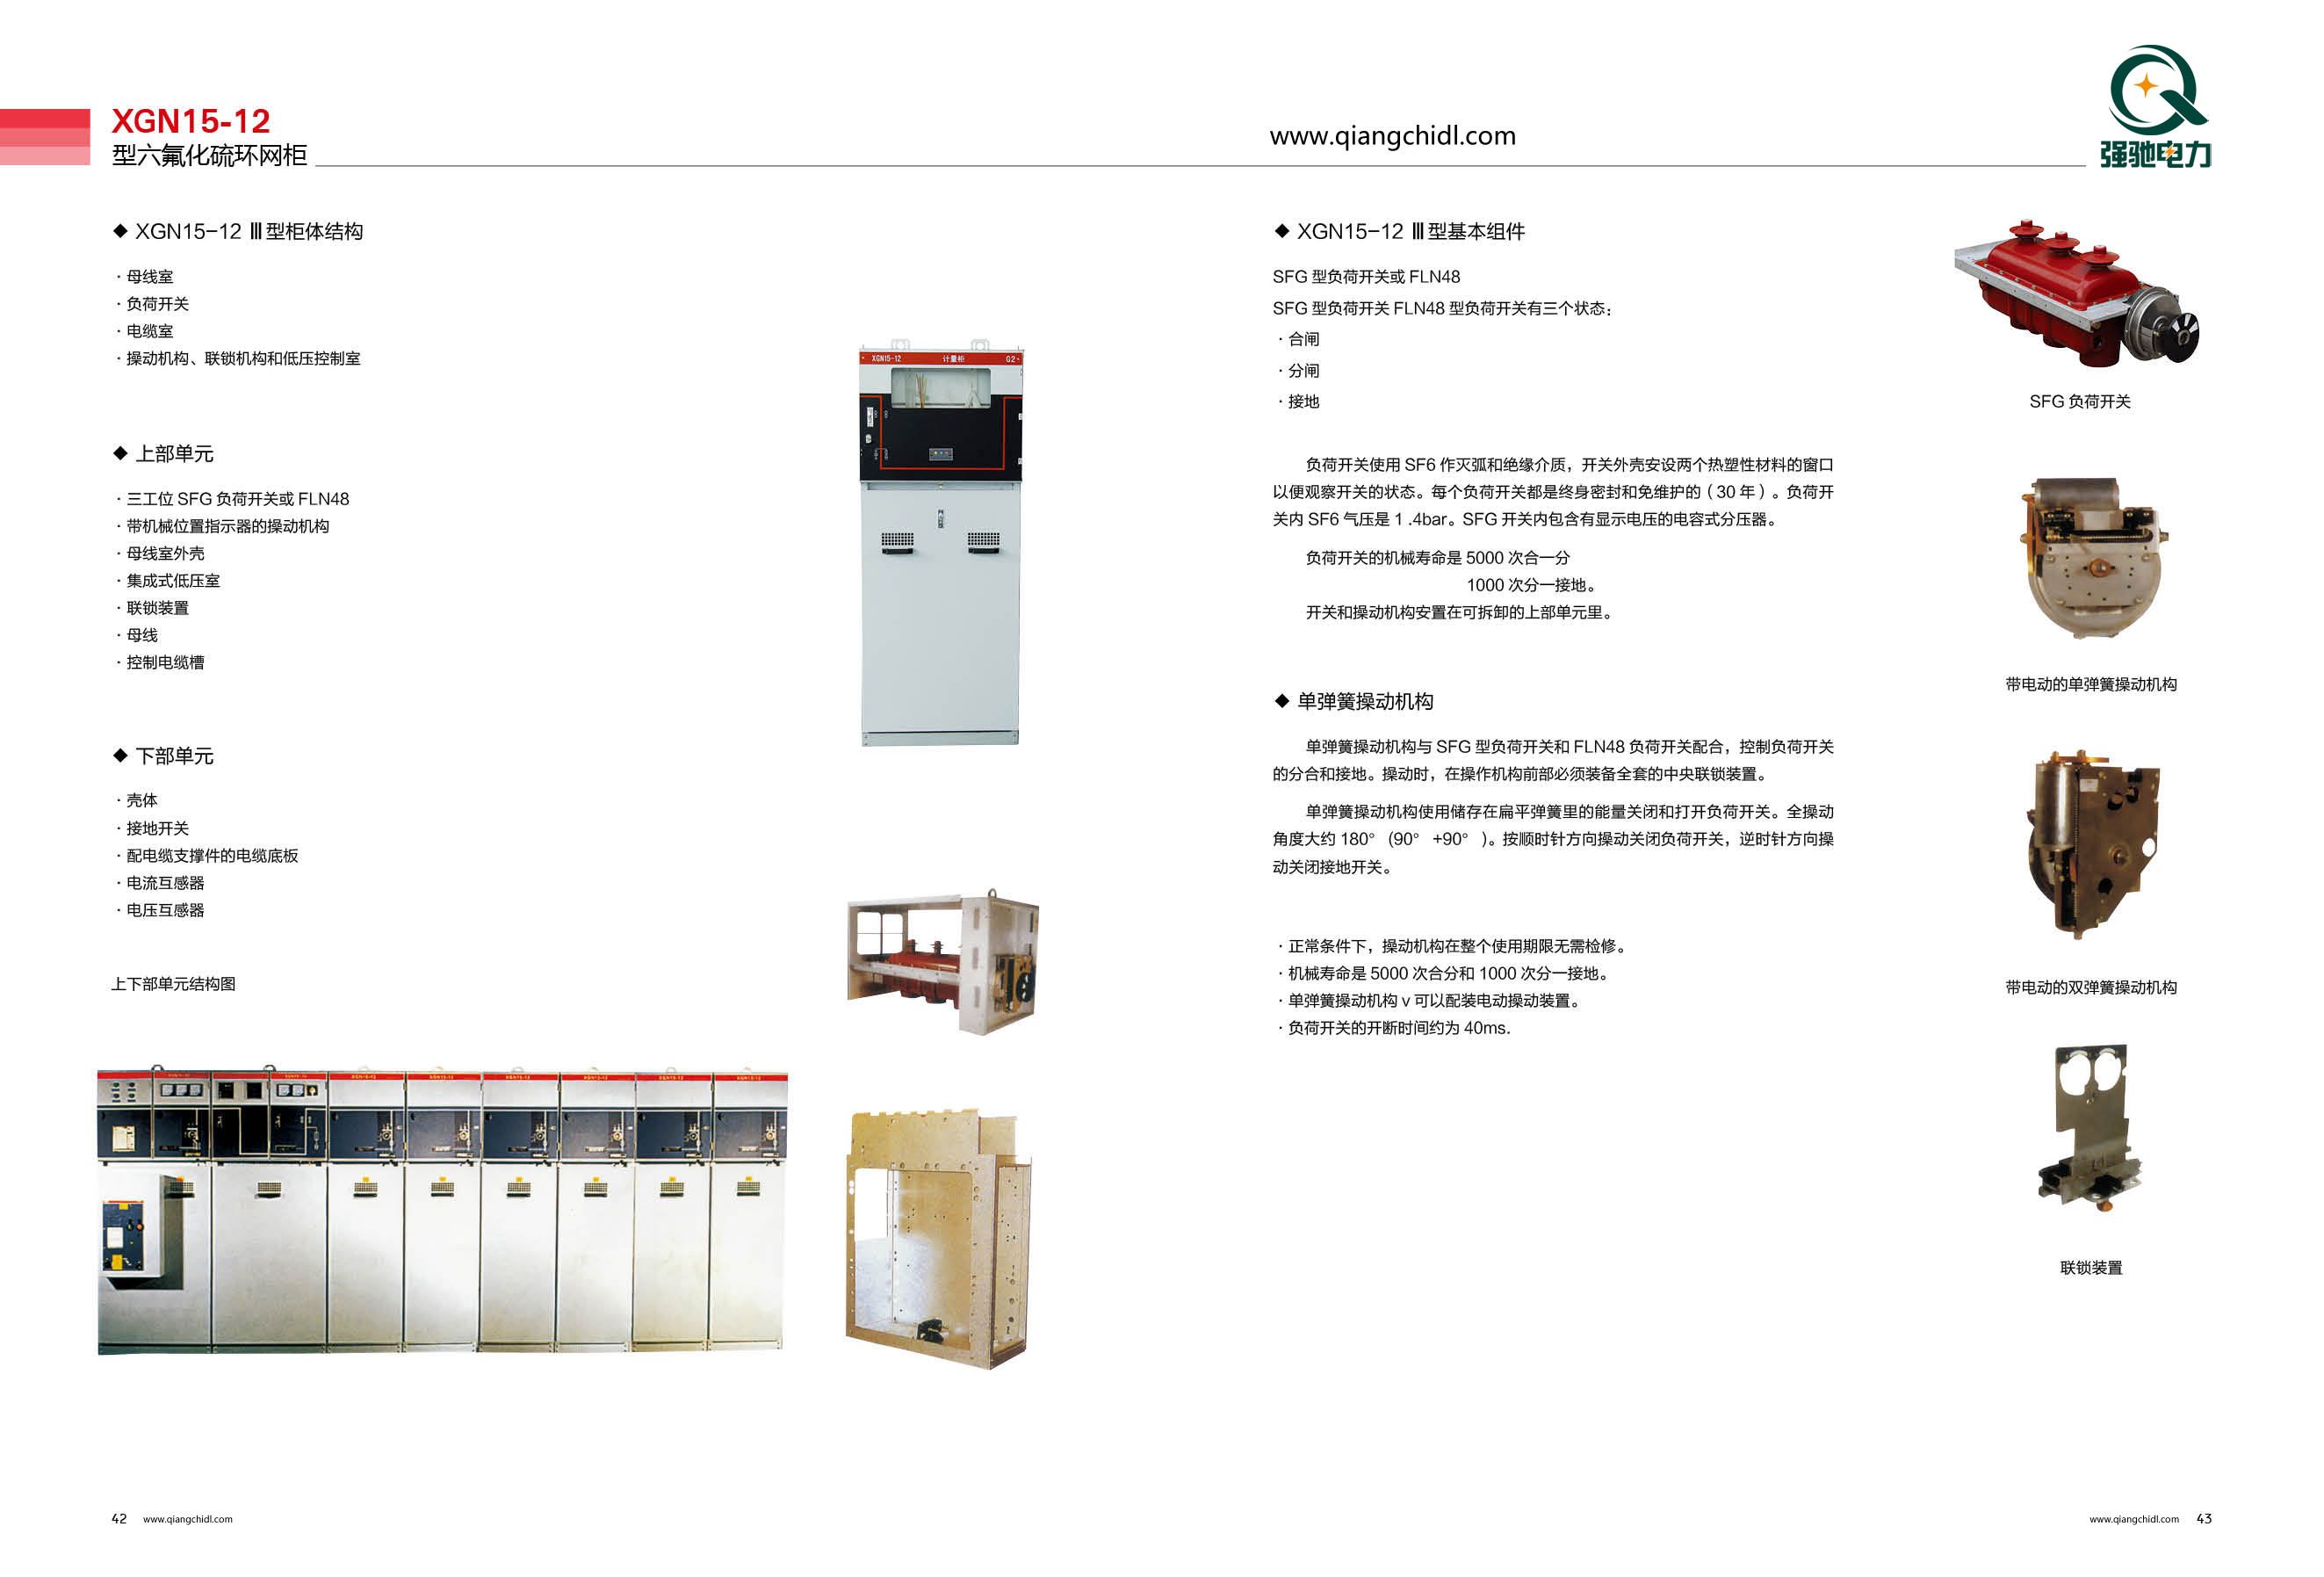 XGN15-12
型六氟化硫环网柜
www.qiangchidl.com
强驰电力
◆ XGN15-12 Ⅲ型柜体结构
·母线室
·负荷开关
·电缆室
·操动机构、联锁机构和低压控制室
◆ 上部单元
·三工位 SFG 负荷开关或 FLN48
·带机械位置指示器的操动机构
·母线室外壳
·集成式低压室
·联锁装置
·母线
·控制电缆槽
◆ 下部单元
·壳体
·接地开关
·配电缆支撑件的电缆底板
·电流互感器
·电压互感器
上下部单元结构图
XGN15-12 计量柜 G2
XGN15-12
XGN15-12
XGN15-12
XGN15-12
XGN15-12
XGN15-12
XGN15-12
XGN15-12
◆ XGN15-12 Ⅲ型基本组件
SFG 型负荷开关或 FLN48
SFG 型负荷开关 FLN48 型负荷开关有三个状态：
·合闸
·分闸
·接地
负荷开关使用 SF6 作灭弧和绝缘介质，开关外壳安设两个热塑性材料的窗口
以便观察开关的状态。每个负荷开关都是终身密封和免维护的（30 年）。负荷开
关内 SF6 气压是 1 .4bar。SFG 开关内包含有显示电压的电容式分压器。
负荷开关的机械寿命是 5000 次合一分
1000 次分一接地。
开关和操动机构安置在可拆卸的上部单元里。
◆ 单弹簧操动机构
单弹簧操动机构与 SFG 型负荷开关和 FLN48 负荷开关配合，控制负荷开关
的分合和接地。操动时，在操作机构前部必须装备全套的中央联锁装置。
单弹簧操动机构使用储存在扁平弹簧里的能量关闭和打开负荷开关。全操动
角度大约 180° (90° +90° )。按顺时针方向操动关闭负荷开关，逆时针方向操
动关闭接地开关。
·正常条件下，操动机构在整个使用期限无需检修。
·机械寿命是 5000 次合分和 1000 次分一接地。
·单弹簧操动机构 v 可以配装电动操动装置。
·负荷开关的开断时间约为 40ms.
SFG 负荷开关
带电动的单弹簧操动机构
带电动的双弹簧操动机构
联锁装置
42 www.qiangchidl.com
www.qiangchidl.com 43